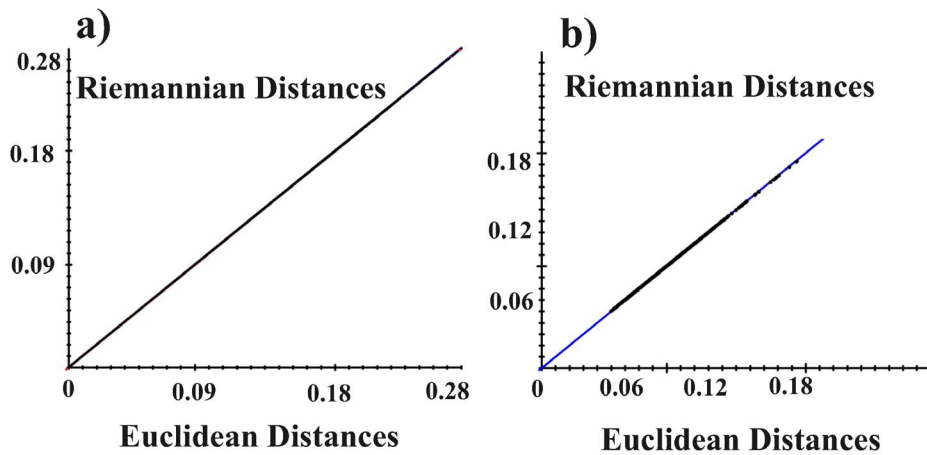 a)
Riemannian Distances
0.28
0.18
0.09
0
0.09
0.18
0.28
Euclidean Distances
b)
Riemannian Distances
0.18
0.12
0.06
0
0.06
0.12
0.18
Euclidean Distances